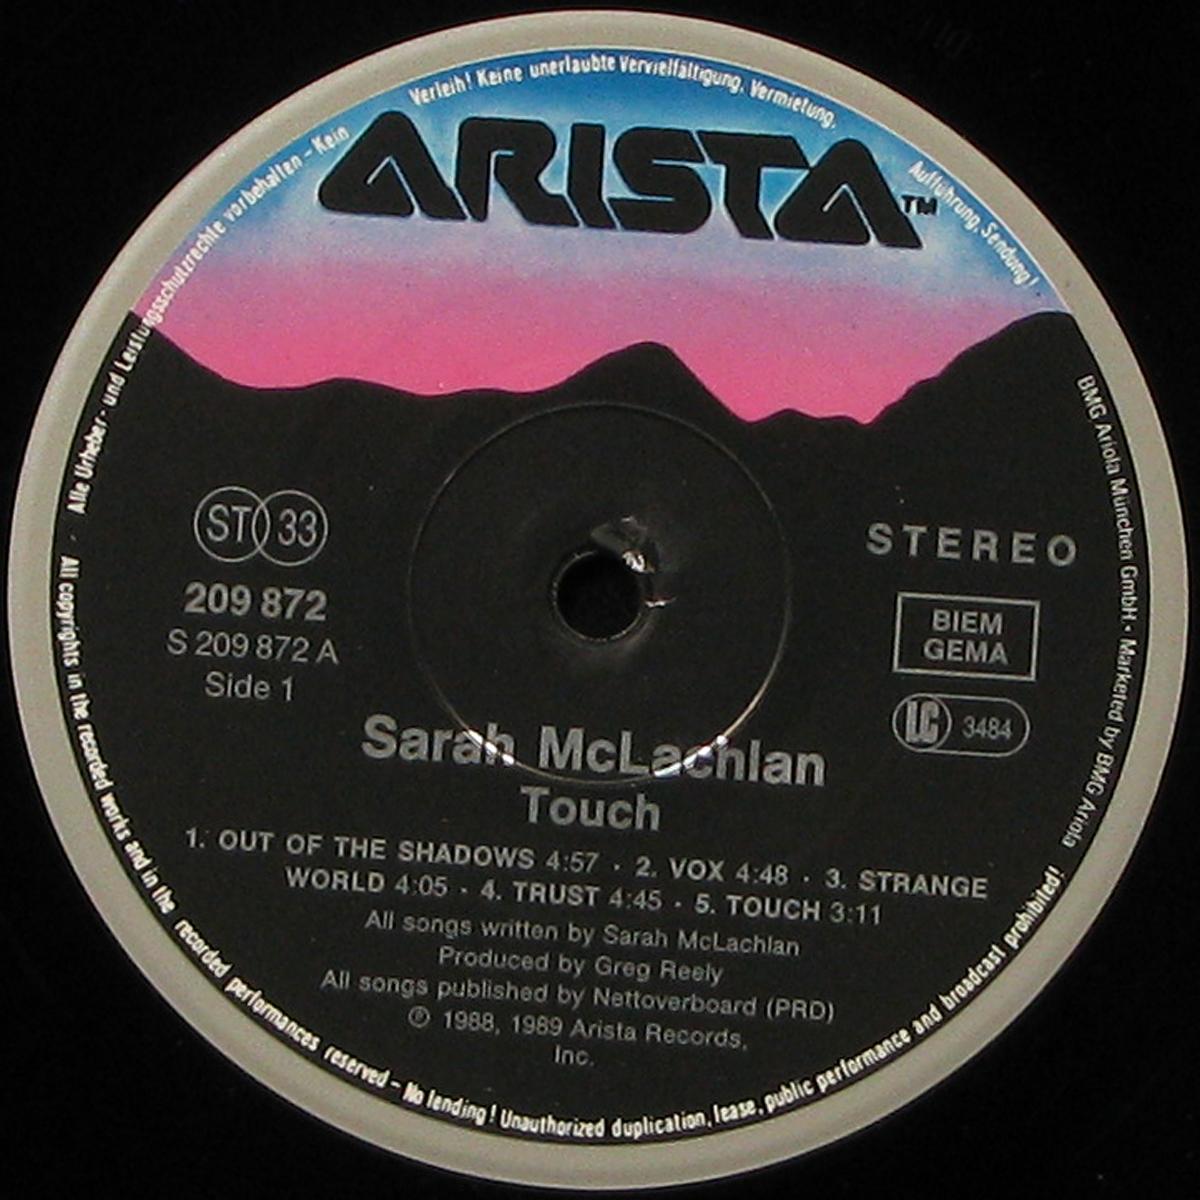 Alle Urheber- und Leistungsschutzrechte vorbehalten - Kein Verleih! Keine unerlaubte Vervielfältigung, Vermietung, Aufführung, Sendung!
ARISTA™
ST 33
209 872
S 209 872 A
Side 1
STEREO
BIEM
GEMA
LC 3484
Sarah McLachlan
Touch
1. OUT OF THE SHADOWS 4:57 · 2. VOX 4:48 · 3. STRANGE
WORLD 4:05 · 4. TRUST 4:45 · 5. TOUCH 3:11
All songs written by Sarah McLachlan
Produced by Greg Reely
All songs published by Nettoverboard (PRD)
℗ 1988, 1989 Arista Records,
Inc.
BMG Ariola München GmbH · Marketed by BMG Ariola
All copyrights in the recorded works and in the recorded performances reserved - No lending! Unauthorized duplication, lease, public performance and broadcast prohibited!